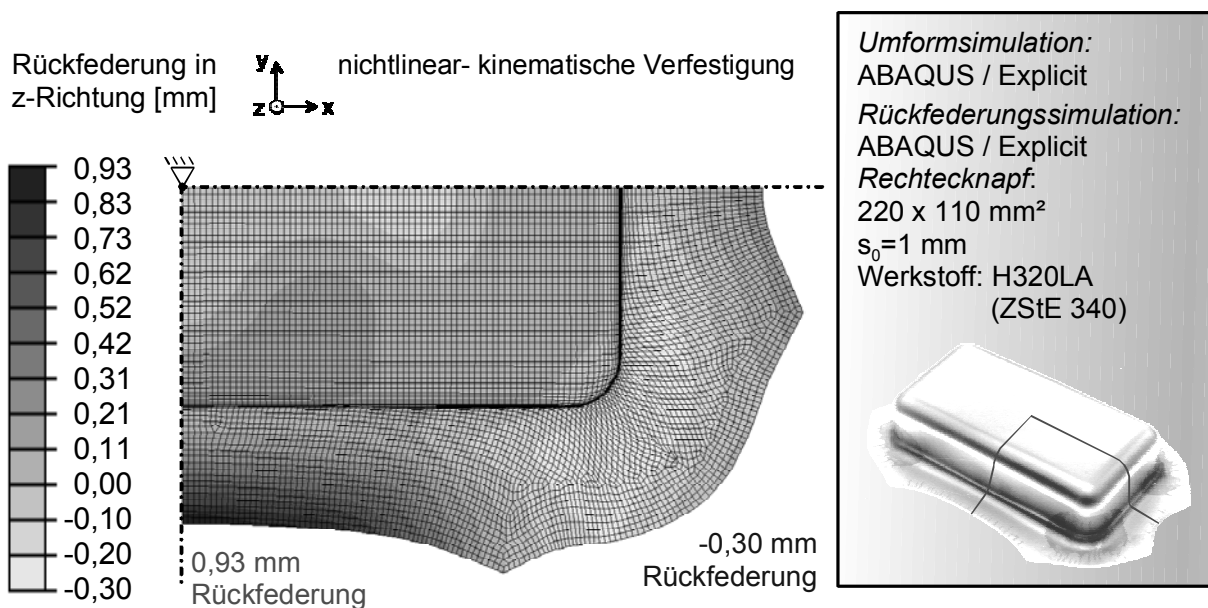 Rückfederung in
z-Richtung [mm]
y
z
x
nichtlinear- kinematische Verfestigung
0,93
0,83
0,73
0,62
0,52
0,42
0,31
0,21
0,11
0,00
-0,10
-0,20
-0,30
0,93 mm
Rückfederung
-0,30 mm
Rückfederung
Umformsimulation:
ABAQUS / Explicit
Rückfederungssimulation:
ABAQUS / Explicit
Rechtecknapf:
220 x 110 mm²
s₀=1 mm
Werkstoff: H320LA
(ZStE 340)